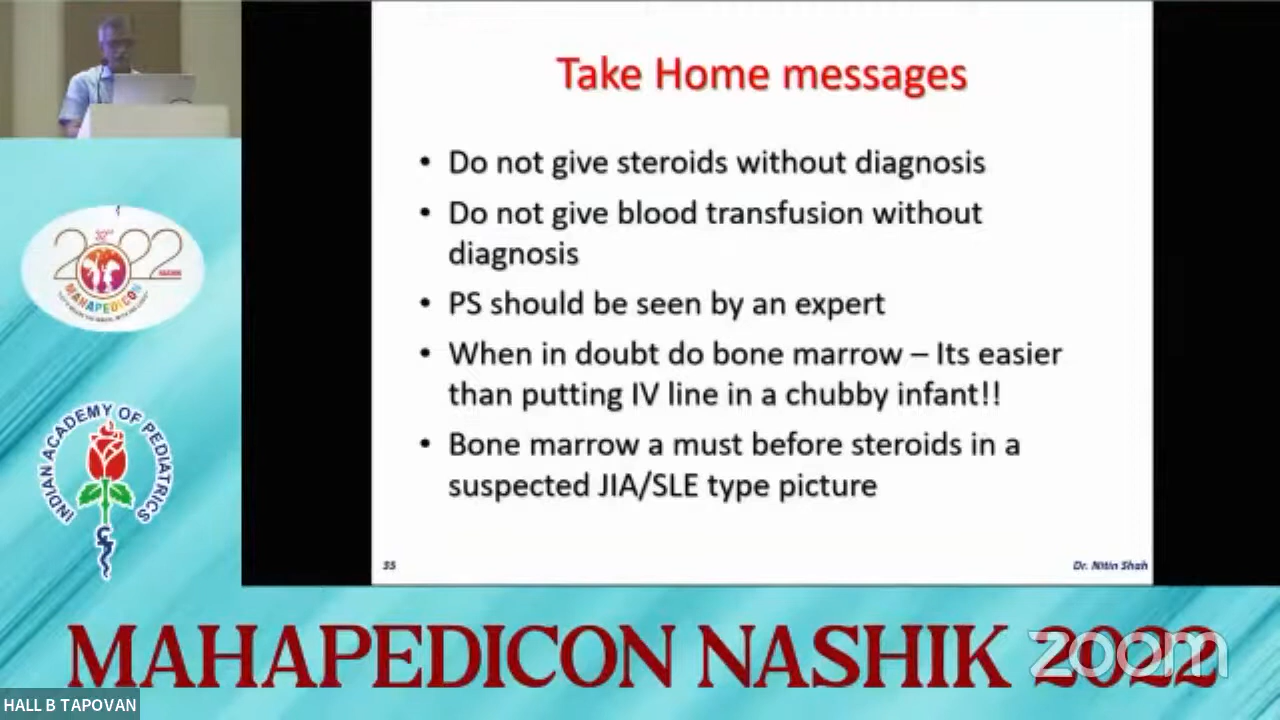 Take Home messages
• Do not give steroids without diagnosis
• Do not give blood transfusion without
diagnosis
• PS should be seen by an expert
• When in doubt do bone marrow – Its easier
than putting IV line in a chubby infant!!
• Bone marrow a must before steroids in a
suspected JIA/SLE type picture
35
Dr. Nitin Shah
2022
MAHAPEDICON
INDIAN ACADEMY OF PEDIATRICS
MAHAPEDICON NASHIK 2022
zoom
HALL B TAPOVAN